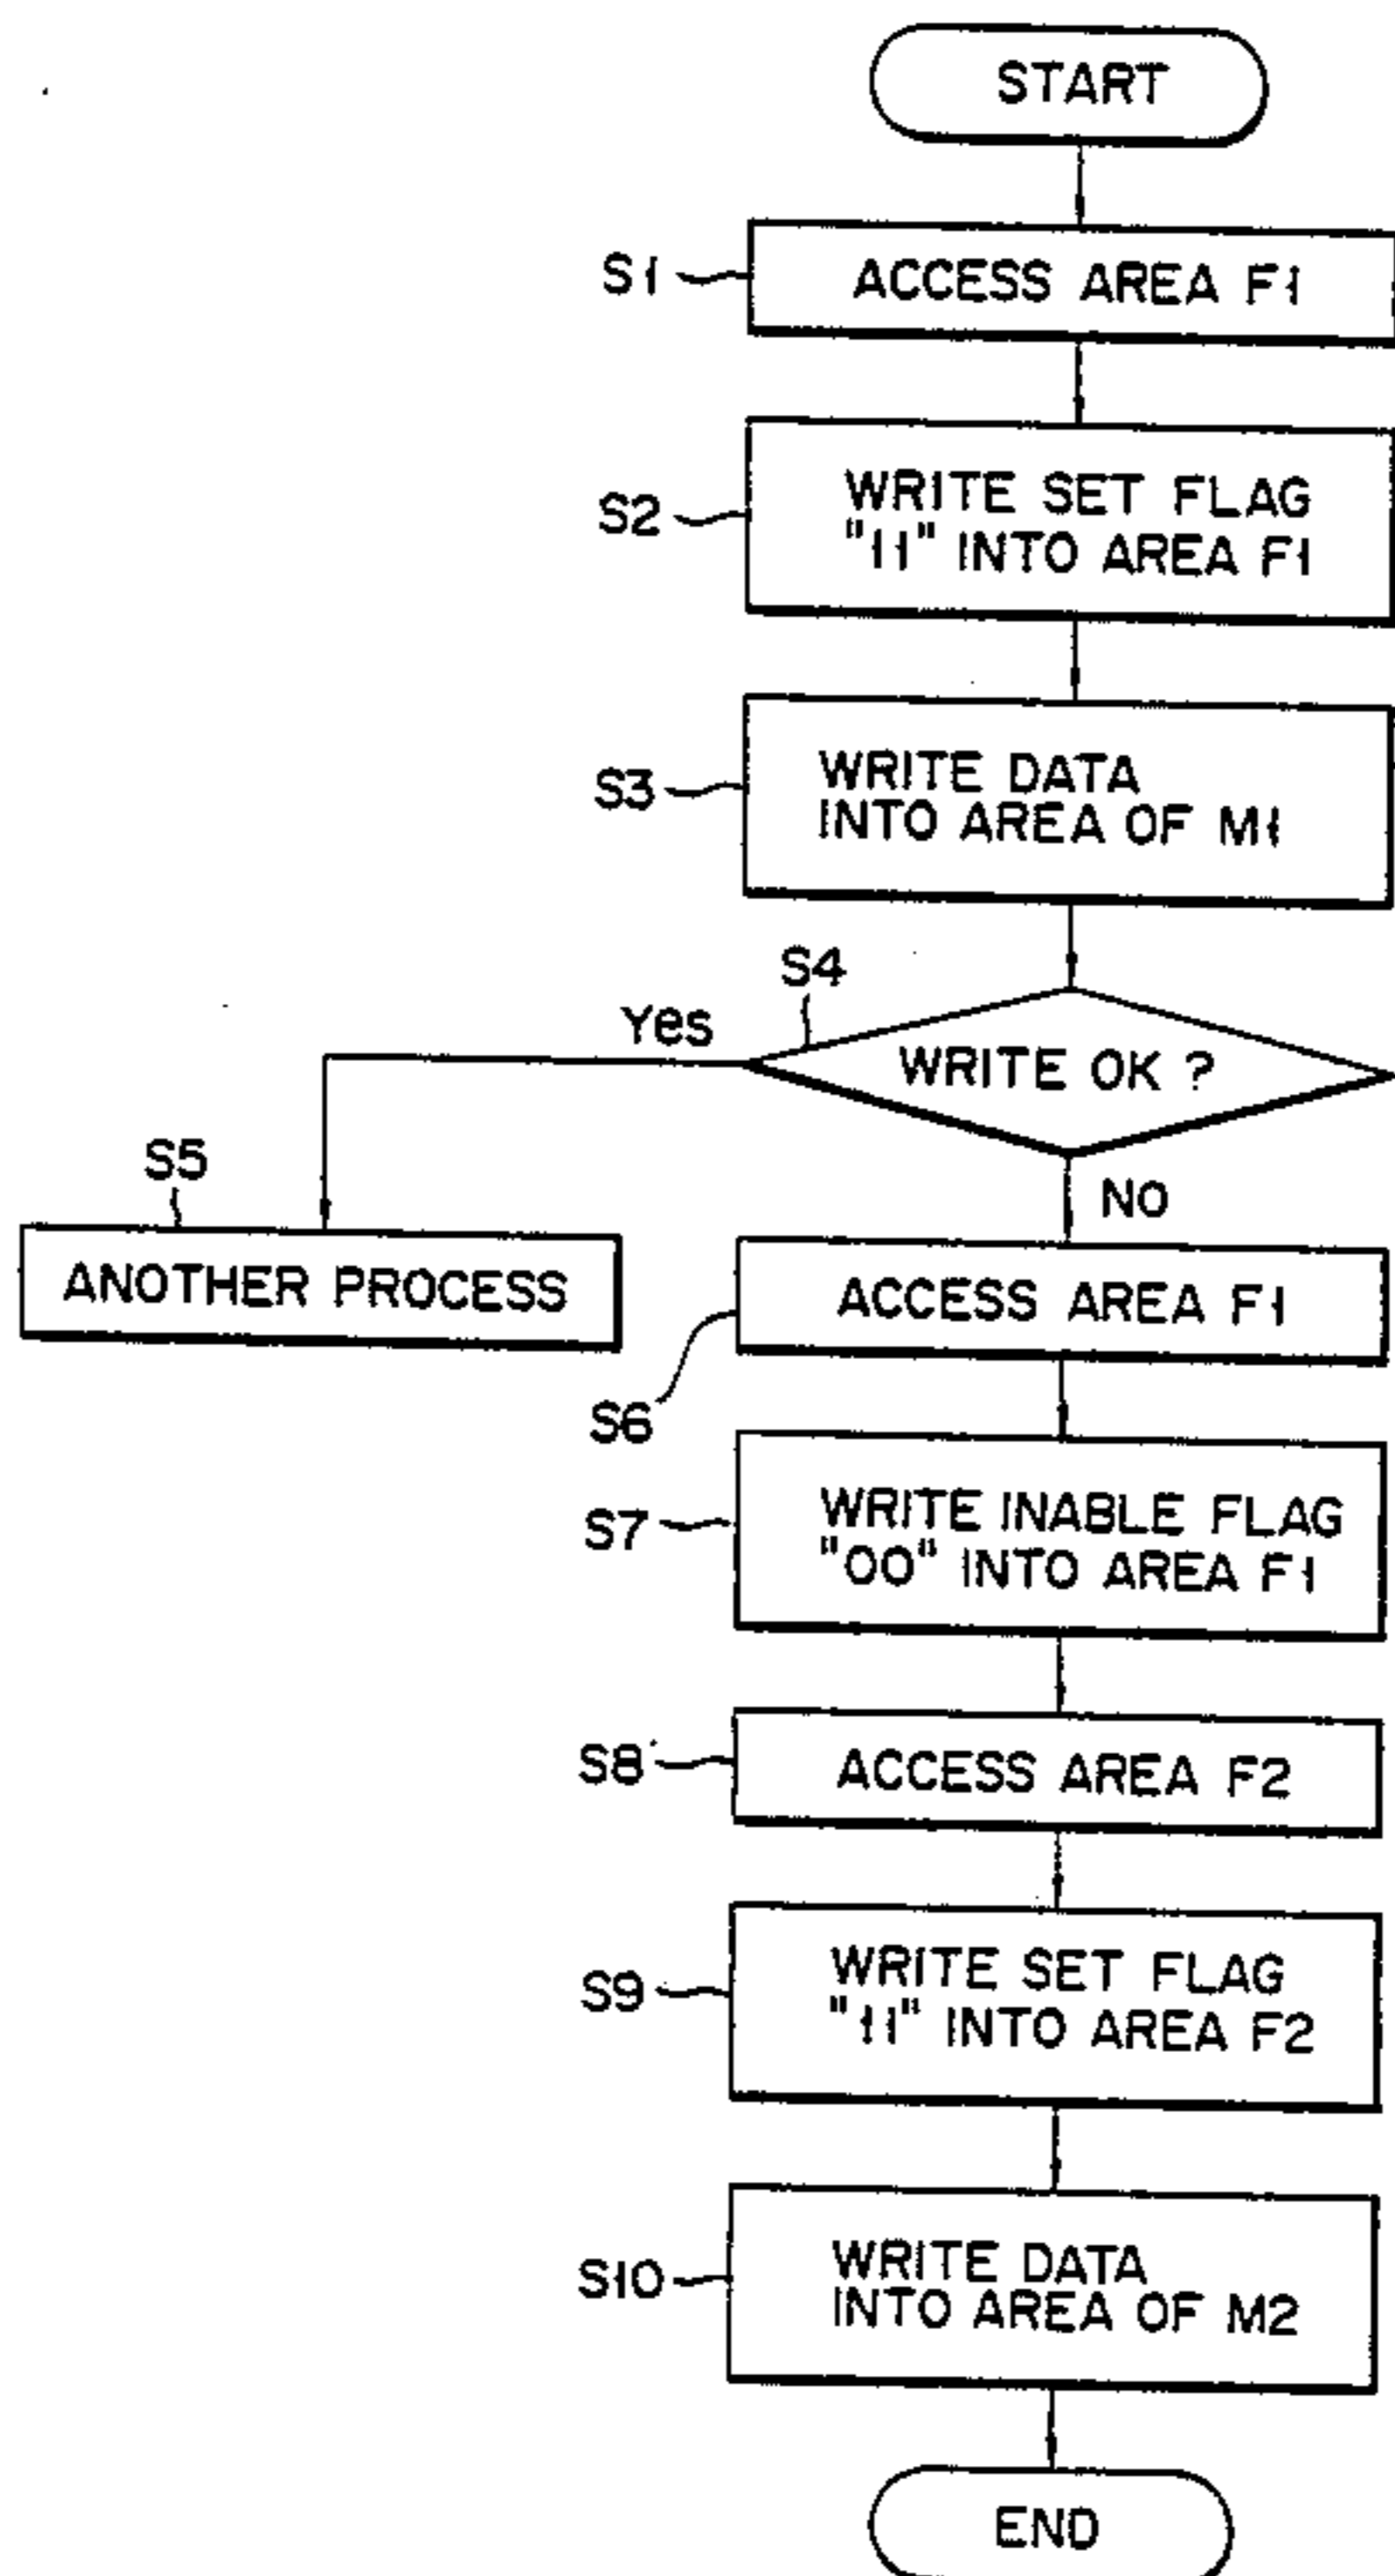 START
S1
ACCESS AREA F1
S2
WRITE SET FLAG
"11" INTO AREA F1
S3
WRITE DATA
INTO AREA OF M1
S4
Yes
WRITE OK ?
NO
S5
ANOTHER PROCESS
ACCESS AREA F1
S6
S7
WRITE INABLE FLAG
"00" INTO AREA F1
S8
ACCESS AREA F2
S9
WRITE SET FLAG
"11" INTO AREA F2
S10
WRITE DATA
INTO AREA OF M2
END